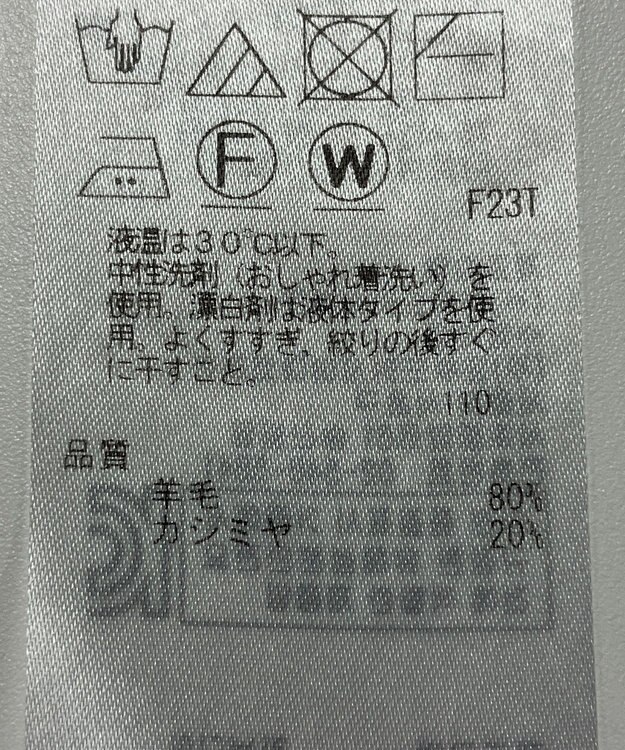 F W
F23T
液温は30℃以下。
中性洗剤(おしゃれ着洗い)を
使用。漂白剤は液体タイプを使
用。よくすすぎ、絞りの後すぐ
に干すこと。
110
品質
羊毛 80%
カシミヤ 20%